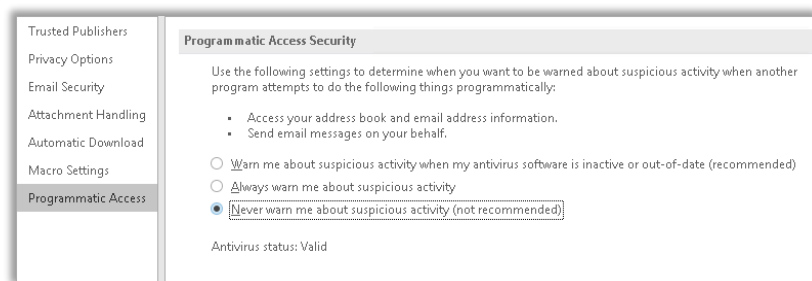 Trusted Publishers
Privacy Options
Email Security
Attachment Handling
Automatic Download
Macro Settings
Programmatic Access
Programmatic Access Security
Use the following settings to determine when you want to be warned about suspicious activity when another
program attempts to do the following things programmatically:
▪ Access your address book and email address information.
▪ Send email messages on your behalf.
Warn me about suspicious activity when my antivirus software is inactive or out-of-date (recommended)
Always warn me about suspicious activity
Never warn me about suspicious activity (not recommended)
Antivirus status: Valid